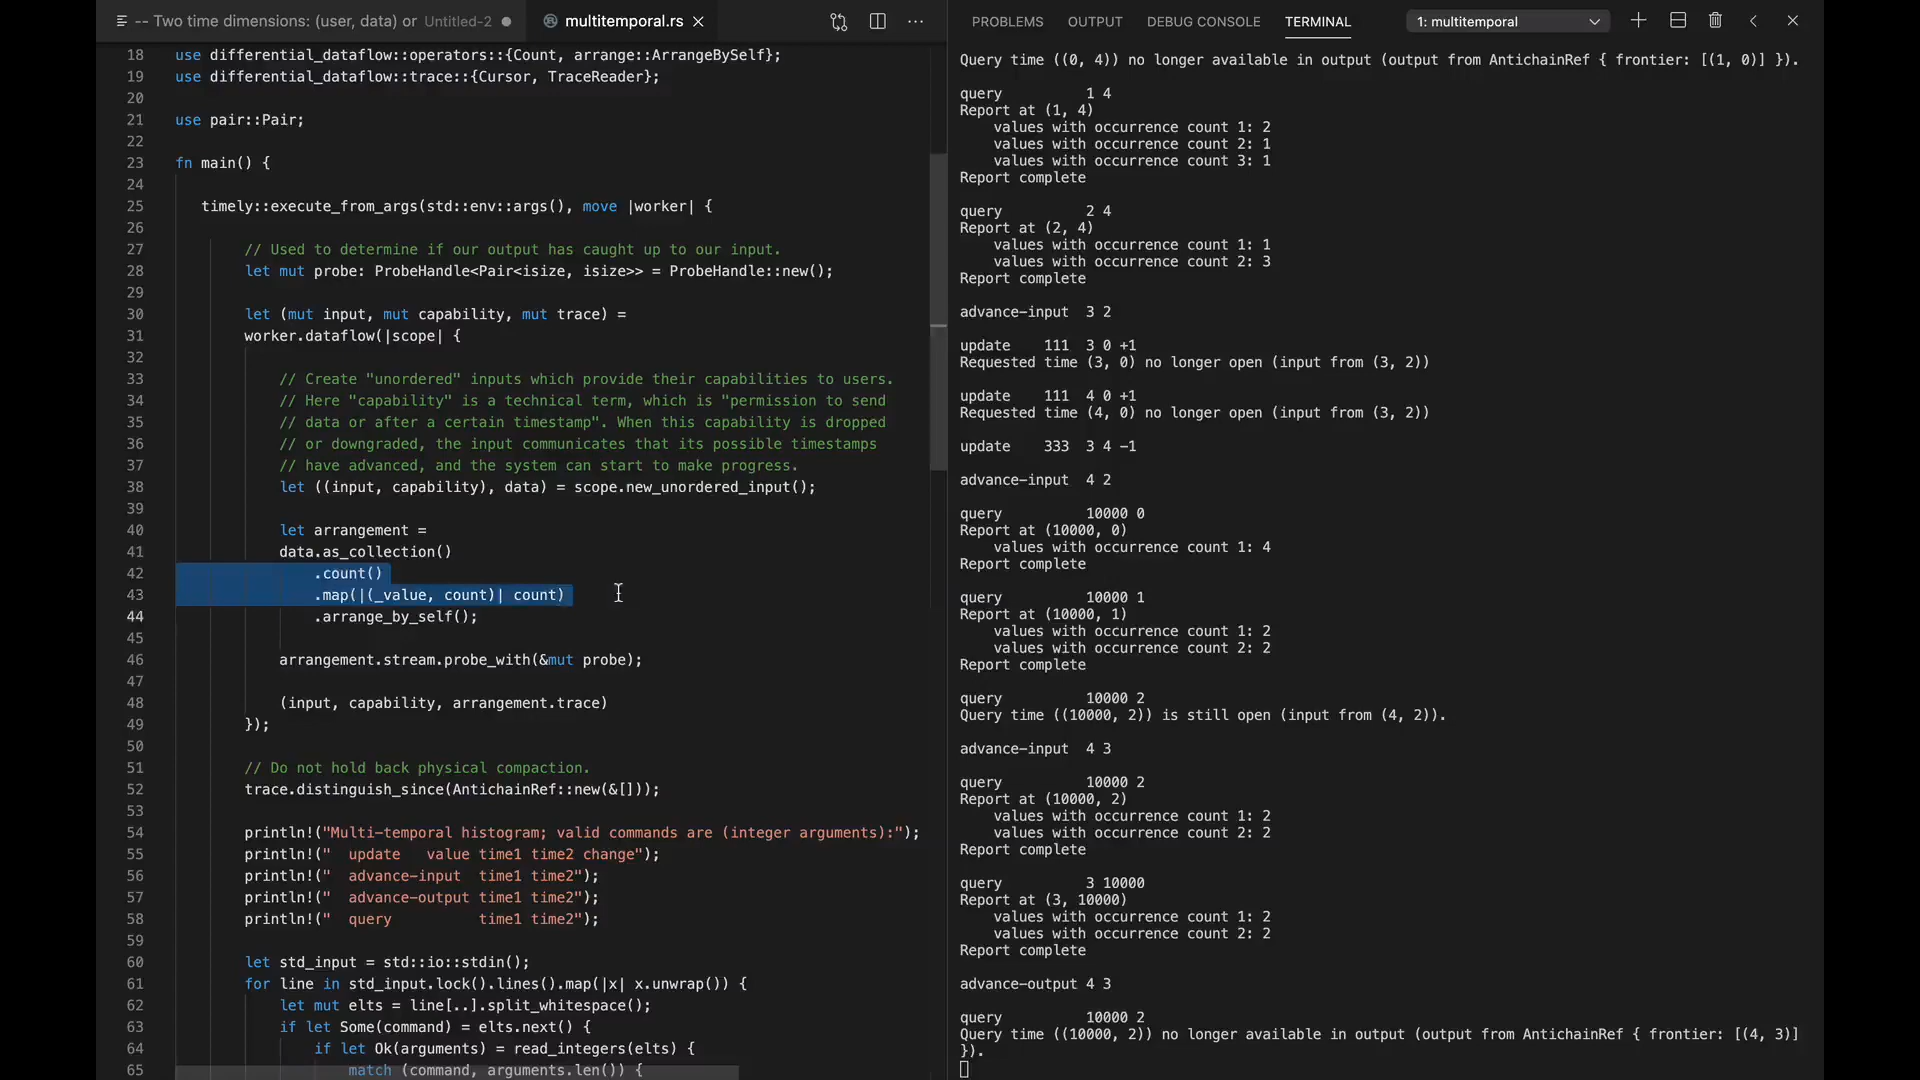 -- Two time dimensions: (user, data) or Untitled-2
multitemporal.rs
18 use differential_dataflow::operators::{Count, arrange::ArrangeBySelf};
19 use differential_dataflow::trace::{Cursor, TraceReader};
20
21 use pair::Pair;
22
23 fn main() {
24
25 timely::execute_from_args(std::env::args(), move |worker| {
26
27 // Used to determine if our output has caught up to our input.
28 let mut probe: ProbeHandle<Pair<isize, isize>> = ProbeHandle::new();
29
30 let (mut input, mut capability, mut trace) =
31 worker.dataflow(|scope| {
32
33 // Create "unordered" inputs which provide their capabilities to users.
34 // Here "capability" is a technical term, which is "permission to send
35 // data or after a certain timestamp". When this capability is dropped
36 // or downgraded, the input communicates that its possible timestamps
37 // have advanced, and the system can start to make progress.
38 let ((input, capability), data) = scope.new_unordered_input();
39
40 let arrangement =
41 data.as_collection()
42 .count()
43 .map(|(_value, count)| count)
44 .arrange_by_self();
45
46 arrangement.stream.probe_with(&mut probe);
47
48 (input, capability, arrangement.trace)
49 });
50
51 // Do not hold back physical compaction.
52 trace.distinguish_since(AntichainRef::new(&[]));
53
54 println!("Multi-temporal histogram; valid commands are (integer arguments):");
55 println!("  update   value time1 time2 change");
56 println!("  advance-input  time1 time2");
57 println!("  advance-output time1 time2");
58 println!("  query          time1 time2");
59
60 let std_input = std::io::stdin();
61 for line in std_input.lock().lines().map(|x| x.unwrap()) {
62 let mut elts = line[..].split_whitespace();
63 if let Some(command) = elts.next() {
64 if let Ok(arguments) = read_integers(elts) {
65 match (command, arguments.len()) {
PROBLEMS OUTPUT DEBUG CONSOLE TERMINAL 1: multitemporal
Query time ((0, 4)) no longer available in output (output from AntichainRef { frontier: [(1, 0)] }).
query 1 4
Report at (1, 4)
values with occurrence count 1: 2
values with occurrence count 2: 1
values with occurrence count 3: 1
Report complete
query 2 4
Report at (2, 4)
values with occurrence count 1: 1
values with occurrence count 2: 3
Report complete
advance-input 3 2
update 111 3 0 +1
Requested time (3, 0) no longer open (input from (3, 2))
update 111 4 0 +1
Requested time (4, 0) no longer open (input from (3, 2))
update 333 3 4 -1
advance-input 4 2
query 10000 0
Report at (10000, 0)
values with occurrence count 1: 4
Report complete
query 10000 1
Report at (10000, 1)
values with occurrence count 1: 2
values with occurrence count 2: 2
Report complete
query 10000 2
Query time ((10000, 2)) is still open (input from (4, 2)).
advance-input 4 3
query 10000 2
Report at (10000, 2)
values with occurrence count 1: 2
values with occurrence count 2: 2
Report complete
query 3 10000
Report at (3, 10000)
values with occurrence count 1: 2
values with occurrence count 2: 2
Report complete
advance-output 4 3
query 10000 2
Query time ((10000, 2)) no longer available in output (output from AntichainRef { frontier: [(4, 3)]
}).